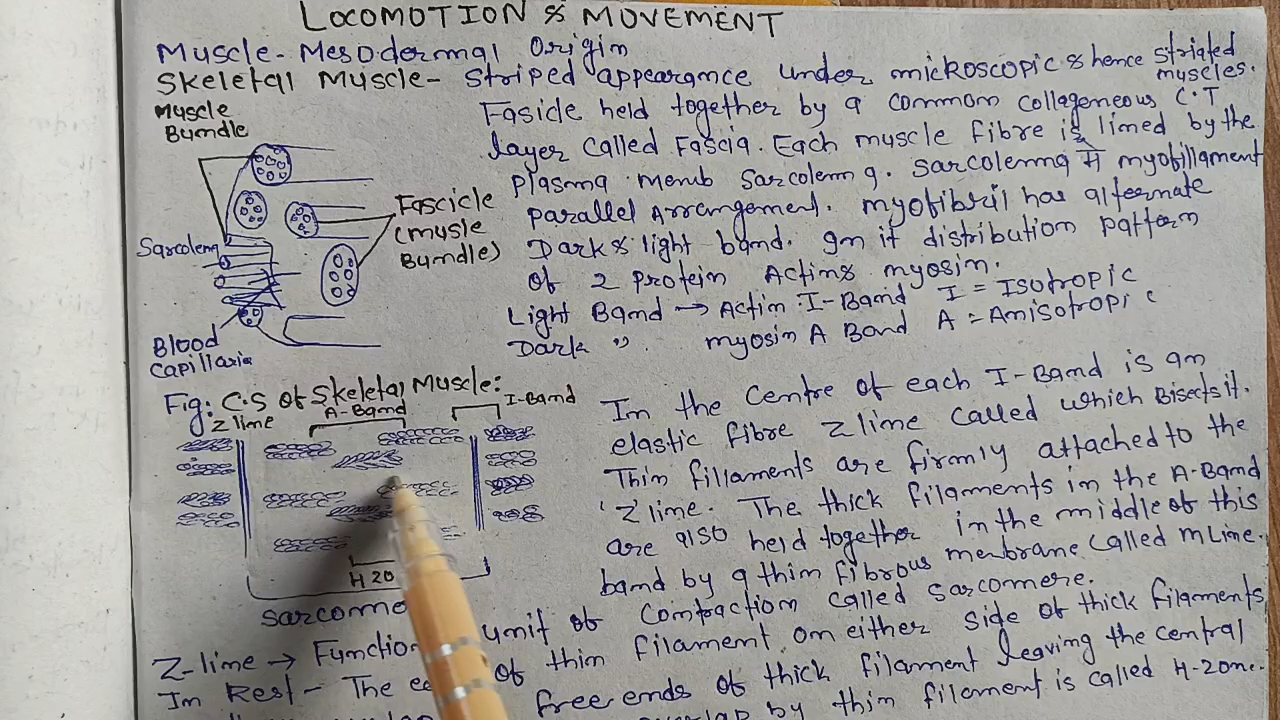 LOCOMOTION & MOVEMENT
Muscle - Mesodermal Origin
Skeletal Muscle - Striped appearance under microscopic & hence striated muscles.
Muscle
Bundle
Fasicle held together by a common collageneous C.T
layer called Fascia. Each muscle fibre is lined by the
plasma memb sarcolemma. sarcolemma में myofillament
parallel Arrangement. myofibril has alternate
Dark & light band. In it distribution pattern
of 2 Protein Actin & myosin.
Light Band → Actin I-Band I = Isotropic
Dark " myosin A Band A = Anisotropic
Fascicle
(musle
Bundle)
Sarcolema
Blood
capillarie
Fig: C.S of Skeletal Muscle:
Z line
A-Band
I-Band
H zo
sarcome
In the centre of each I-Band is an
elastic fibre Z line called which Bisects it.
Thin fillaments are firmly attached to the
'Z line. The thick filaments in the A-Band
are also held together in the middle of this
band by a thin fibrous membrane called M Line.
Z-line → Function unit of contraction called sarcomere.
In Rest - The of thin filament on either side of thick filaments
free ends of thick filament leaving the central
by thin filament is called H-zone.